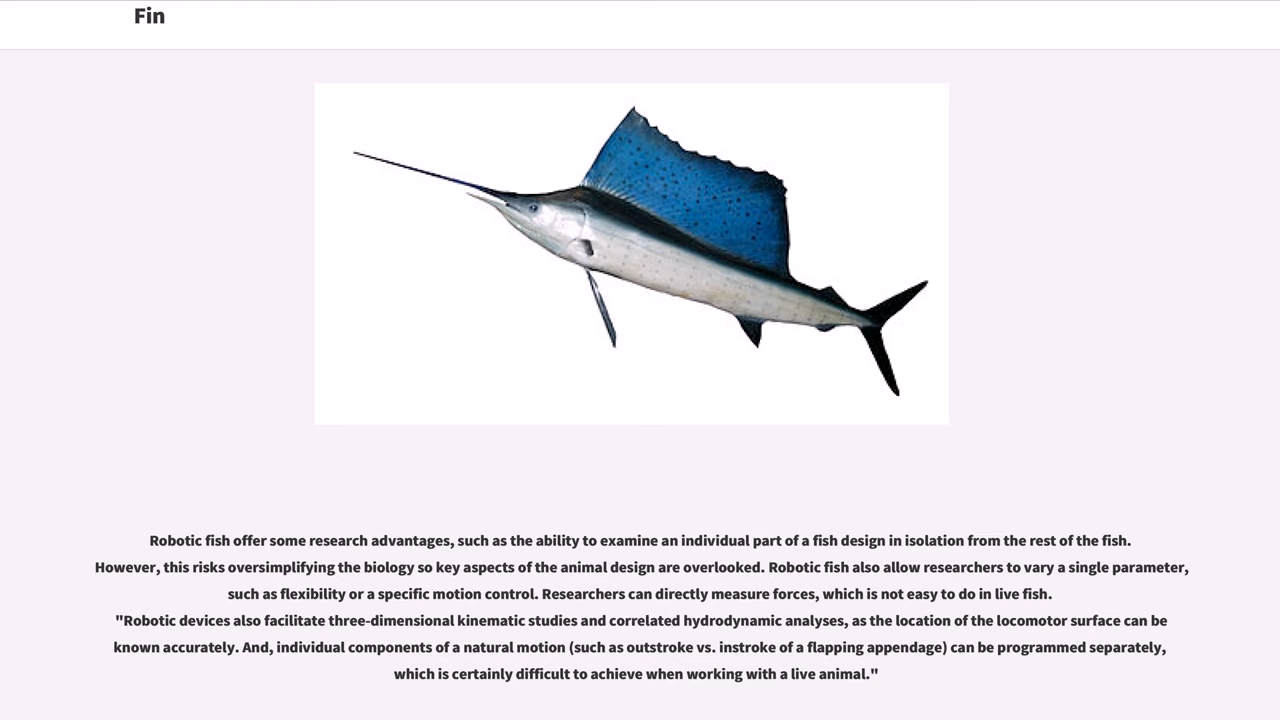 Fin
Robotic fish offer some research advantages, such as the ability to examine an individual part of a fish design in isolation from the rest of the fish.
However, this risks oversimplifying the biology so key aspects of the animal design are overlooked. Robotic fish also allow researchers to vary a single parameter,
such as flexibility or a specific motion control. Researchers can directly measure forces, which is not easy to do in live fish.
"Robotic devices also facilitate three-dimensional kinematic studies and correlated hydrodynamic analyses, as the location of the locomotor surface can be
known accurately. And, individual components of a natural motion (such as outstroke vs. instroke of a flapping appendage) can be programmed separately,
which is certainly difficult to achieve when working with a live animal."